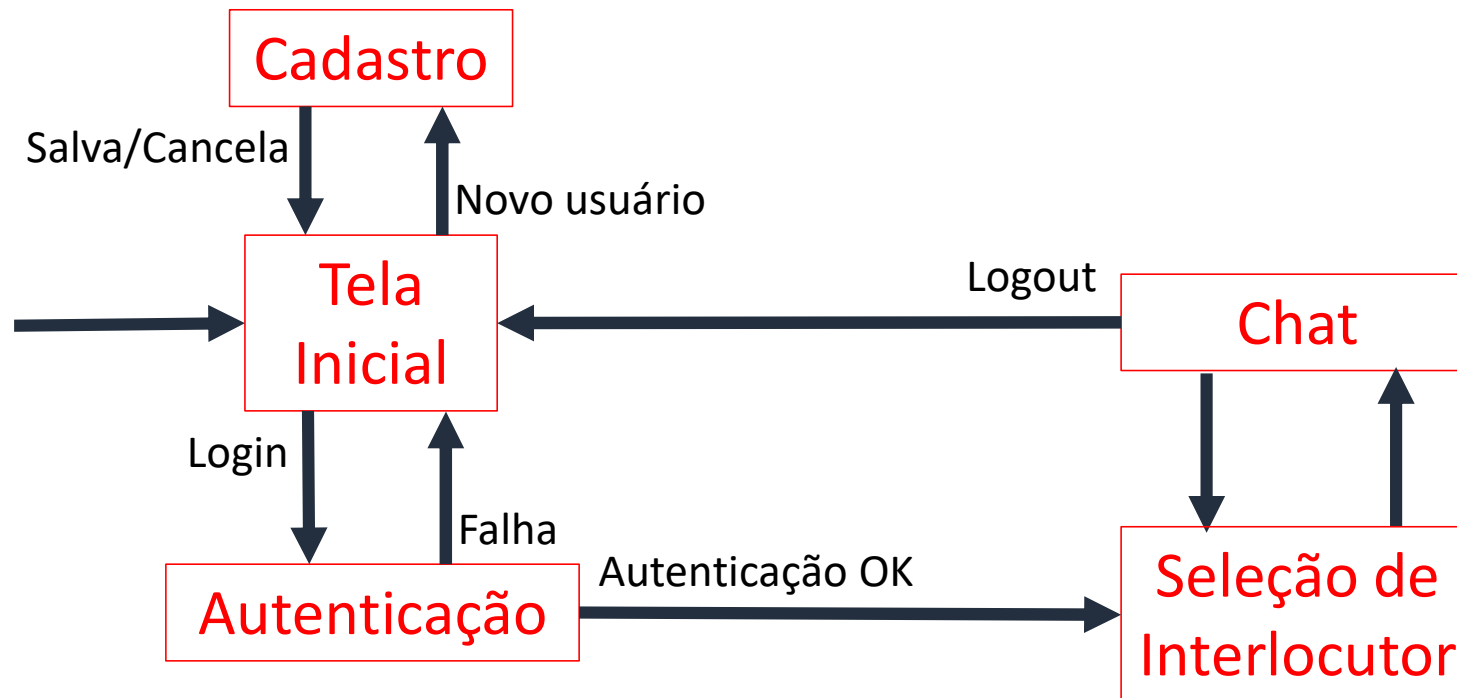 Cadastro
Salva/Cancela
Novo usuário
Tela
Inicial
Logout
Chat
Login
Falha
Autenticação OK
Autenticação
Seleção de
Interlocutor